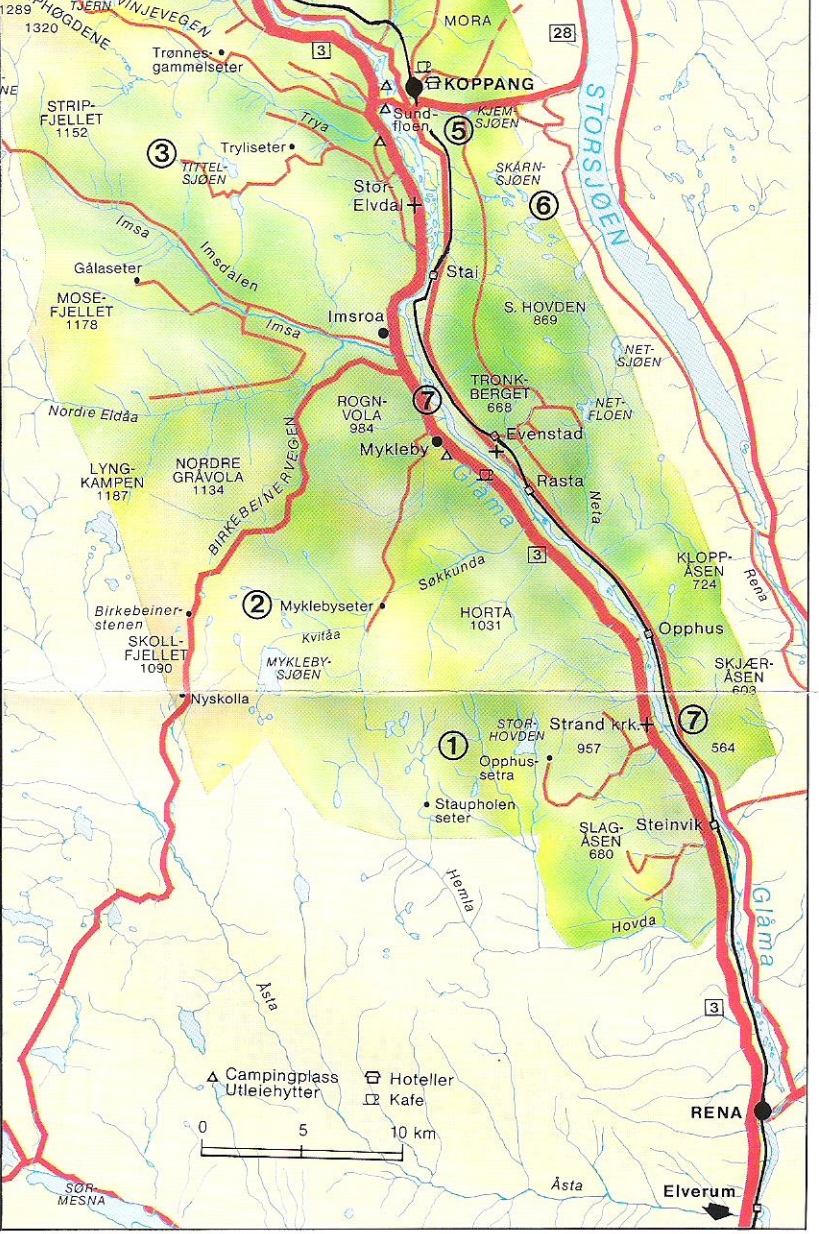 1289
PHØGDENE
1320
TJERN
VINJEVEGEN
MORA
28
3
Trønnes-
gammelseter
KOPPANG
NE
STRIP-
FJELLET
1152
Trya
Sund-
floen
KJEM-
SJØEN
5
STORSJØEN
3
Tryliseter
TITTEL-
SJØEN
SKÅRN-
SJØEN
Stor-
Elvdal
6
Imsa
Imsdalen
Gålaseter
Stai
MOSE-
FJELLET
1178
Imsroa
Imsa
S. HOVDEN
869
NET-
SJØEN
Nordre Eldåa
ROGN-
VOLA
984
7
TRONK-
BERGET
668
NET-
FLOEN
Mykleby
Evenstad
LYNG-
KAMPEN
1187
NORDRE
GRÅVOLA
1134
BIRKEBEINERVEGEN
Glåma
Rasta
Neta
3
KLOPP-
ÅSEN
724
Rena
Søkkunda
Birkebeiner-
stenen
2
Myklebyseter
HORTA
1031
Kvitåa
Opphus
SKOLL-
FJELLET
1090
MYKLEBY-
SJØEN
SKJÆR-
ÅSEN
603
Nyskolla
STOR-
HOVDEN
Strand krk.
957
7
564
1
Opphus-
setra
Staupholen
seter
SLAG-
ÅSEN
680
Steinvik
Hemla
Hovda
Glåma
Åsta
3
Campingplass
Utleiehytter
Hoteller
Kafe
0 5 10 km
RENA
SØR-
MESNA
Åsta
Elverum